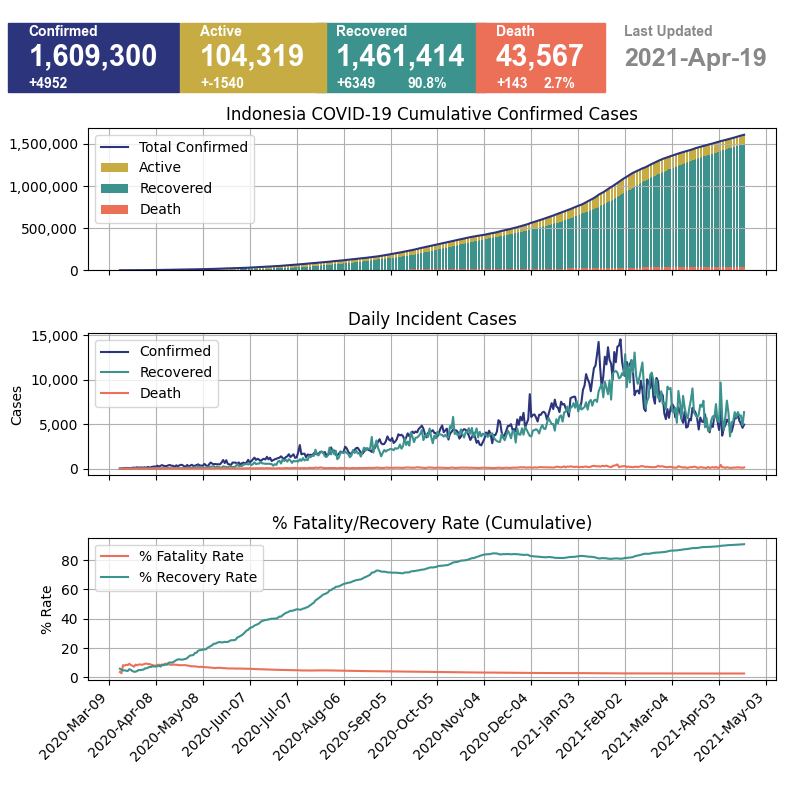 Confirmed Active Recovered Death Last Updated
1,609,300 104,319 1,461,414 43,567 2021-Apr-19
+4952 +-1540 +6349 90.8% +143 2.7%
Indonesia COVID-19 Cumulative Confirmed Cases
1,500,000
1,000,000
500,000
0
Total Confirmed
Active
Recovered
Death
Daily Incident Cases
Cases
15,000
10,000
5,000
0
Confirmed
Recovered
Death
% Fatality/Recovery Rate (Cumulative)
% Rate
80
60
40
20
0
% Fatality Rate
% Recovery Rate
2020-Mar-09
2020-Apr-08
2020-May-08
2020-Jun-07
2020-Jul-07
2020-Aug-06
2020-Sep-05
2020-Oct-05
2020-Nov-04
2020-Dec-04
2021-Jan-03
2021-Feb-02
2021-Mar-04
2021-Apr-03
2021-May-03